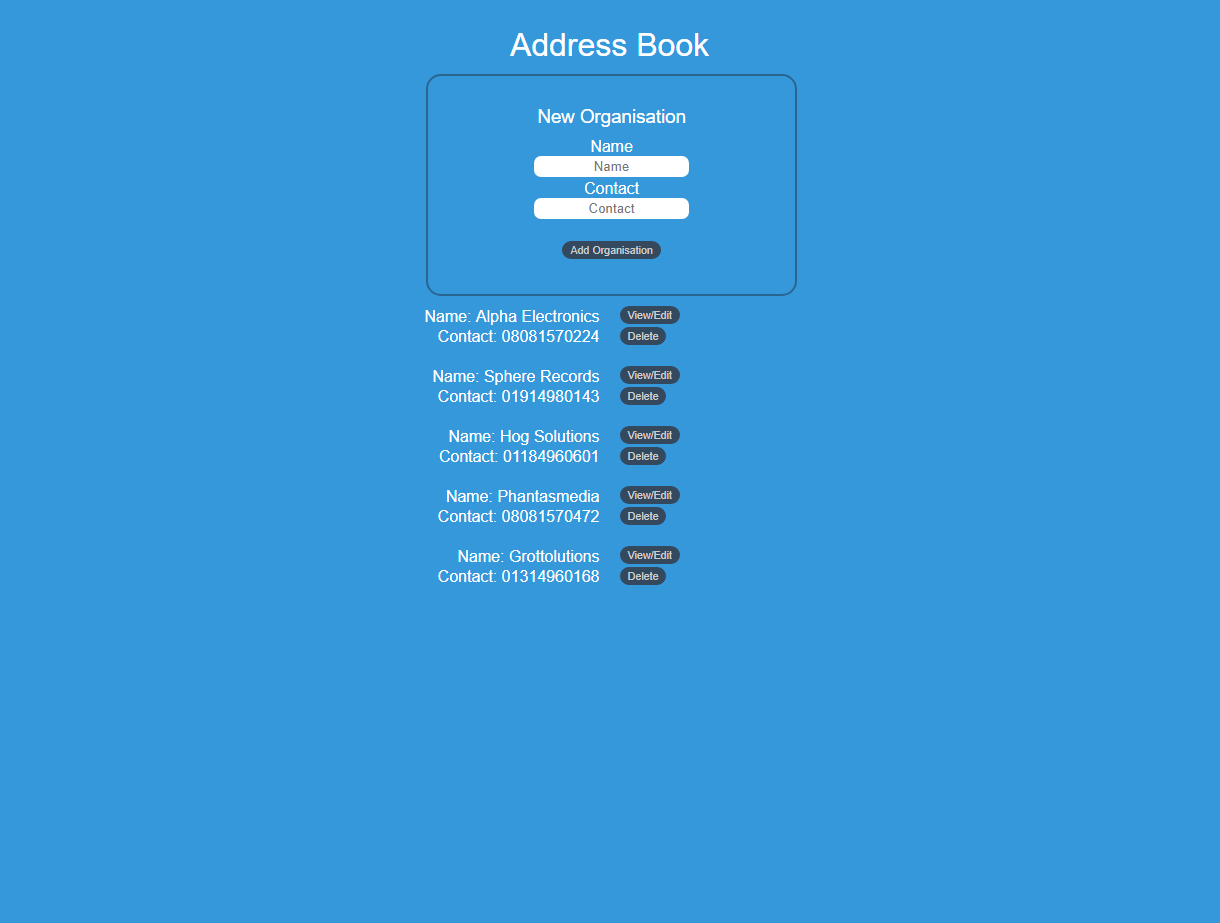 Address Book
New Organisation
Name
Name
Contact
Contact
Add Organisation
Name: Alpha Electronics View/Edit
Contact: 08081570224 Delete
Name: Sphere Records View/Edit
Contact: 01914980143 Delete
Name: Hog Solutions View/Edit
Contact: 01184960601 Delete
Name: Phantasmedia View/Edit
Contact: 08081570472 Delete
Name: Grottolutions View/Edit
Contact: 01314960168 Delete